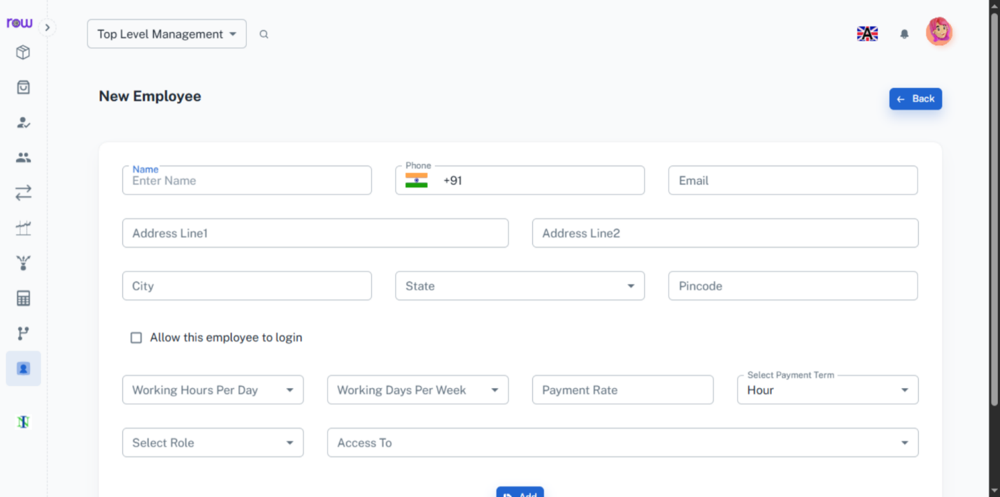 row
Top Level Management
A
New Employee
Back
Name
Enter Name
Phone
+91
Email
Address Line1
Address Line2
City
State
Pincode
Allow this employee to login
Working Hours Per Day
Working Days Per Week
Payment Rate
Select Payment Term
Hour
Select Role
Access To
Add